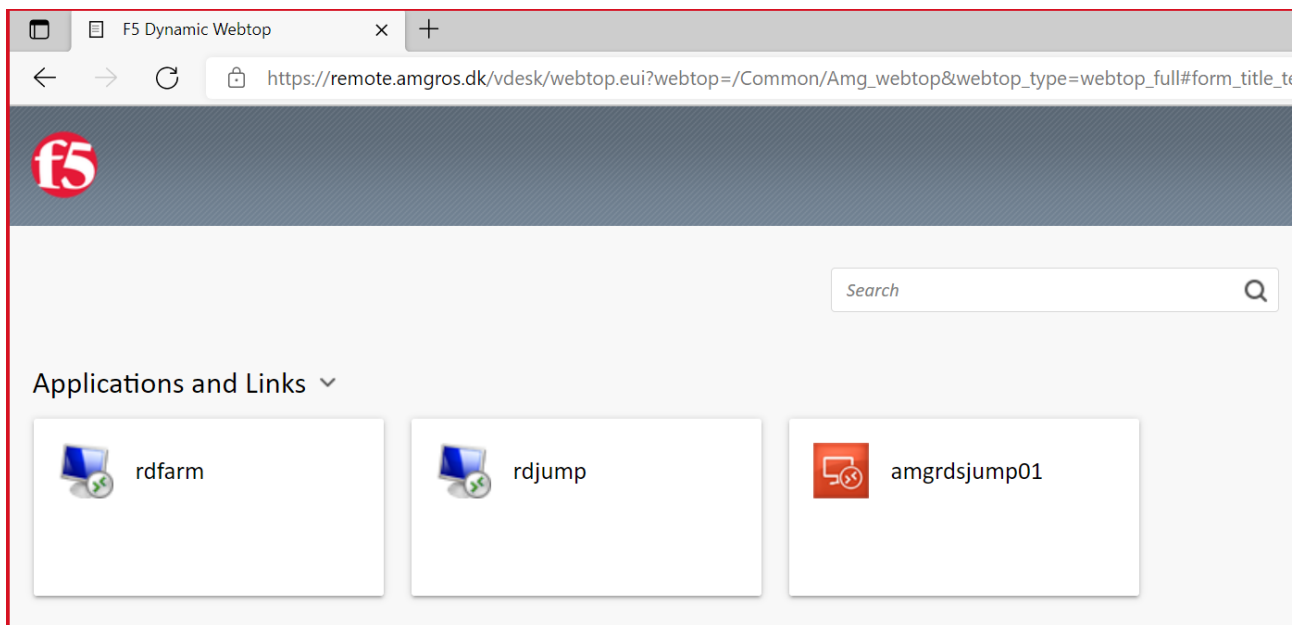 F5 Dynamic Webtop
https://remote.amgros.dk/vdesk/webtop.eui?webtop=/Common/Amg_webtop&webtop_type=webtop_full#form_title_te
f5
Search
Applications and Links
rdfarm
rdjump
amgrdsjump01